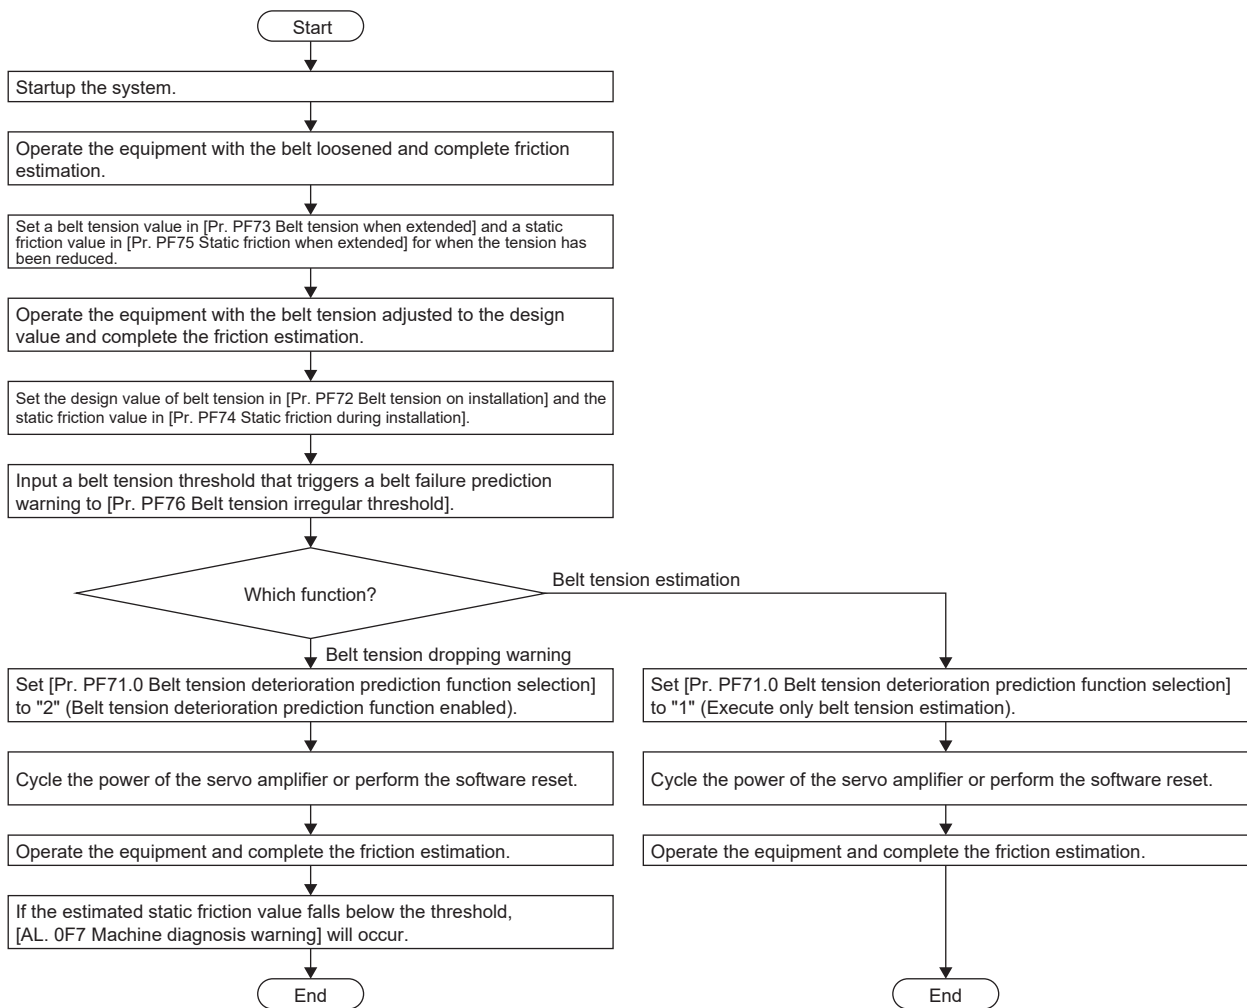 Start
Startup the system.
Operate the equipment with the belt loosened and complete friction
estimation.
Set a belt tension value in [Pr. PF73 Belt tension when extended] and a static
friction value in [Pr. PF75 Static friction when extended] for when the tension has
been reduced.
Operate the equipment with the belt tension adjusted to the design
value and complete the friction estimation.
Set the design value of belt tension in [Pr. PF72 Belt tension on installation] and the
static friction value in [Pr. PF74 Static friction during installation].
Input a belt tension threshold that triggers a belt failure prediction
warning to [Pr. PF76 Belt tension irregular threshold].
Which function?
Belt tension estimation
Belt tension dropping warning
Set [Pr. PF71.0 Belt tension deterioration prediction function selection]
to "2" (Belt tension deterioration prediction function enabled).
Cycle the power of the servo amplifier or perform the software reset.
Operate the equipment and complete the friction estimation.
If the estimated static friction value falls below the threshold,
[AL. 0F7 Machine diagnosis warning] will occur.
End
Set [Pr. PF71.0 Belt tension deterioration prediction function selection]
to "1" (Execute only belt tension estimation).
Cycle the power of the servo amplifier or perform the software reset.
Operate the equipment and complete the friction estimation.
End